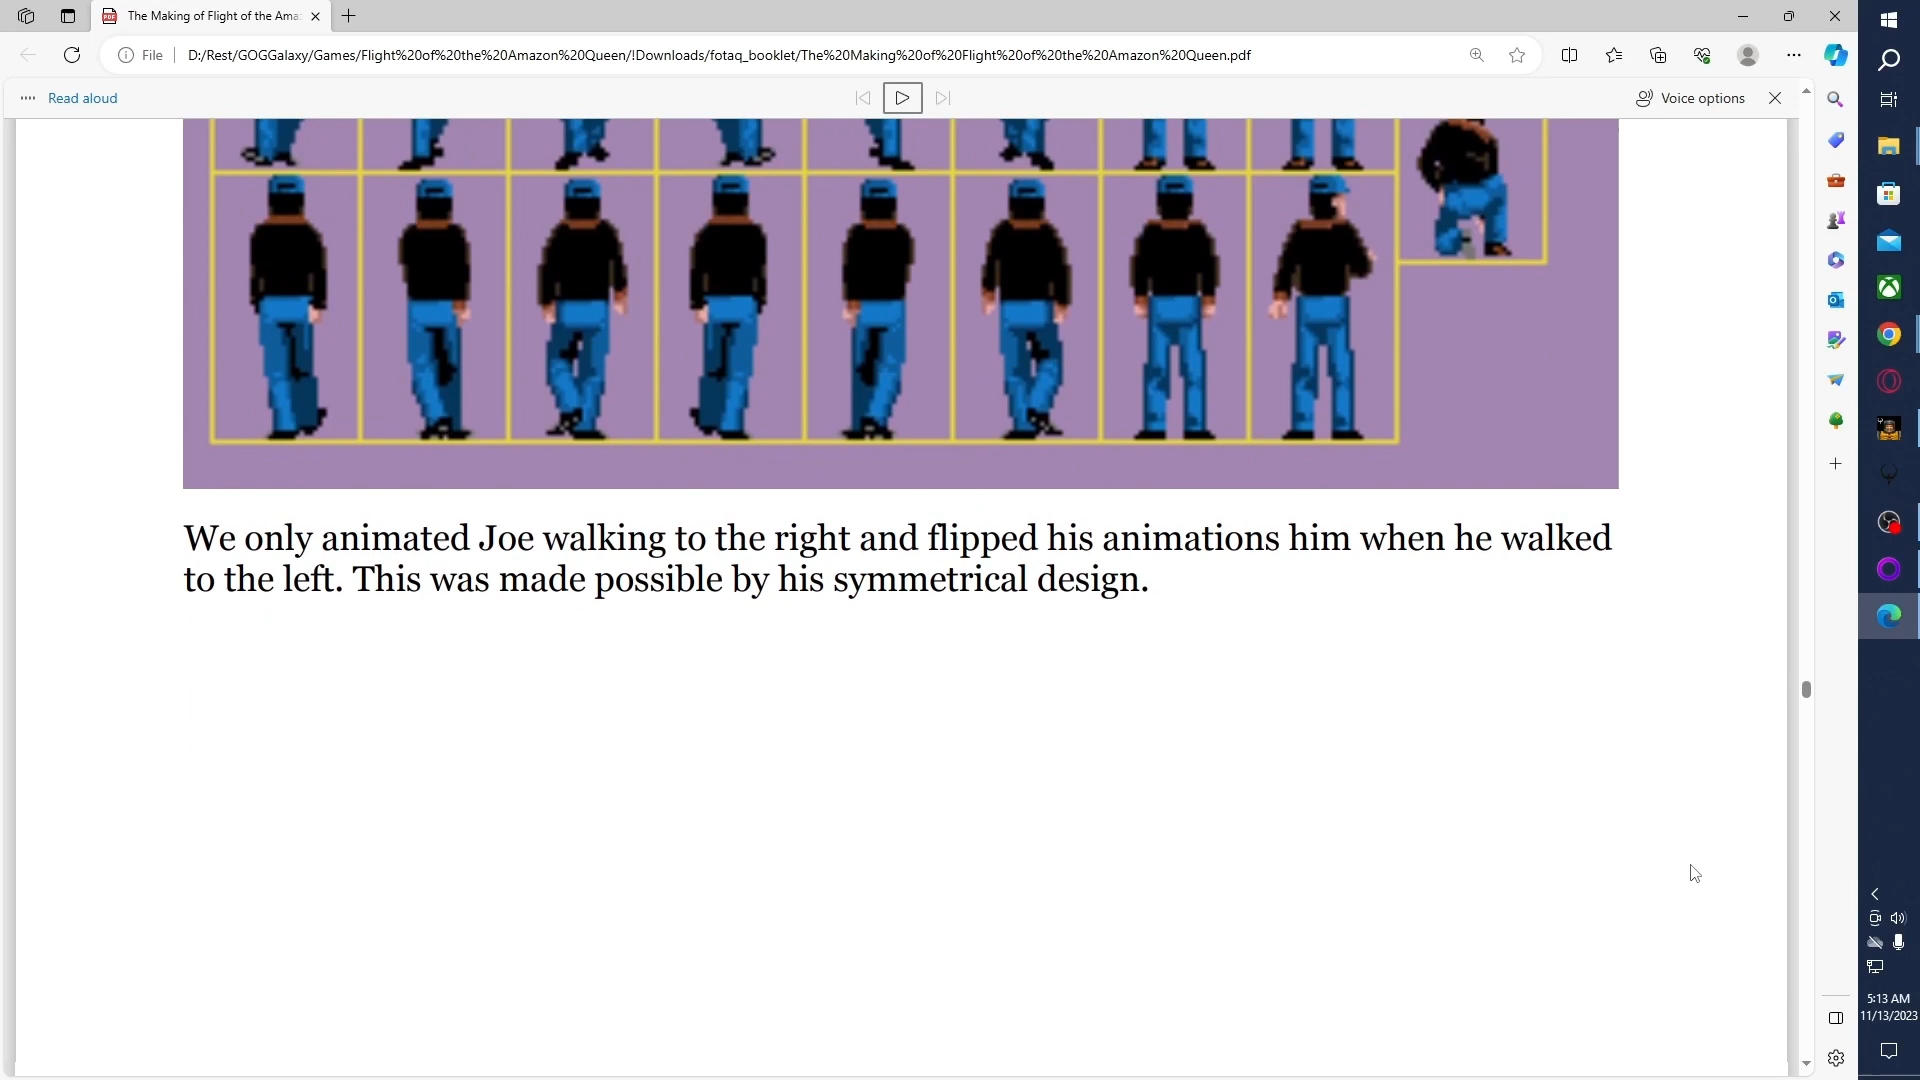 The Making of Flight of the Ama
File
D:/Rest/GOGGalaxy/Games/Flight%20of%20the%20Amazon%20Queen/!Downloads/fotaq_booklet/The%20Making%20of%20Flight%20of%20the%20Amazon%20Queen.pdf
Read aloud
Voice options
We only animated Joe walking to the right and flipped his animations him when he walked
to the left. This was made possible by his symmetrical design.
5:13 AM
11/13/2023